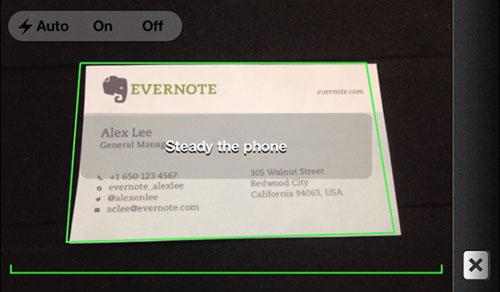 Auto On Off
EVERNOTE
evernote.com
Alex Lee
General Manag
Steady the phone
+1 650 123 4567
evernote_alexlee
@alexenlee
aclee@evernote.com
305 Walnut Street
Redwood City
California 94063, USA